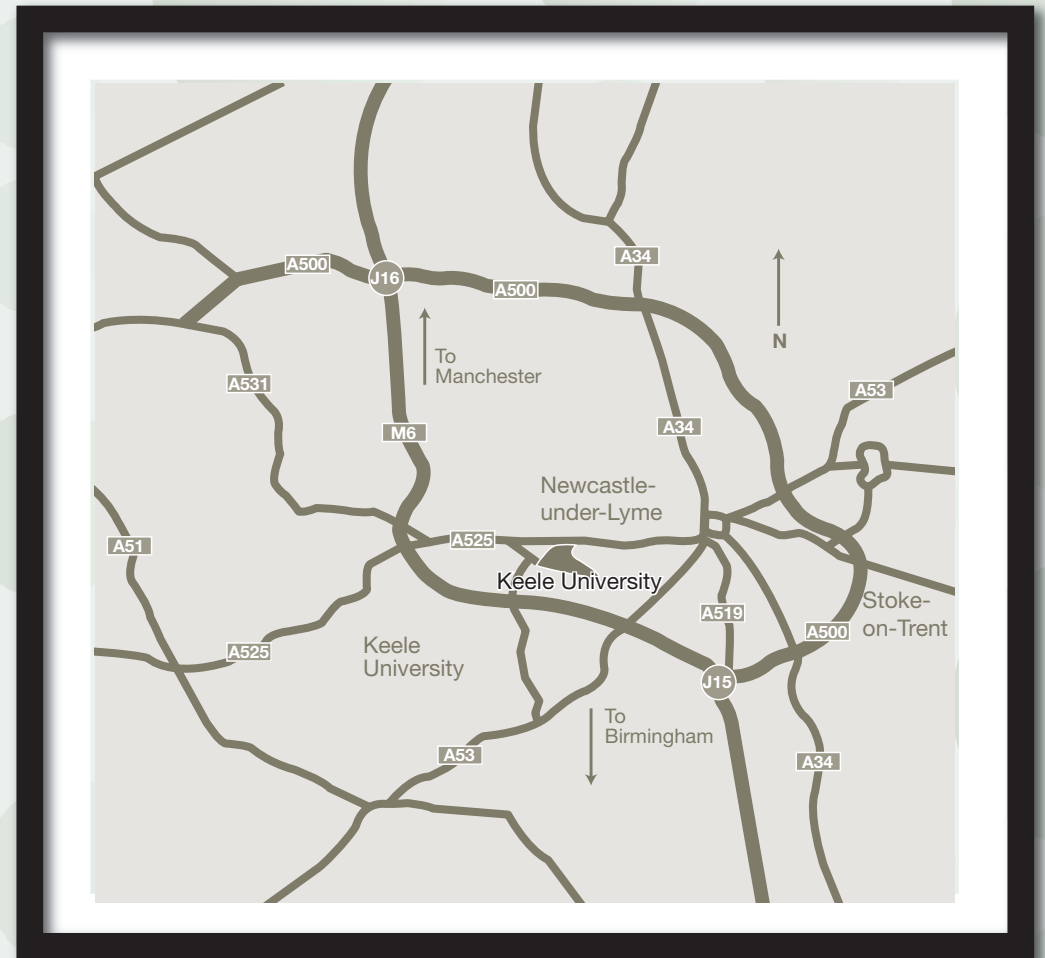 A34
A500
J16
A500
N
To
Manchester
A531
A53
M6
A34
Newcastle-
under-Lyme
A51
A525
Keele University
Stoke-
on-Trent
A519
A500
A525
Keele
University
J15
To
Birmingham
A53
A34